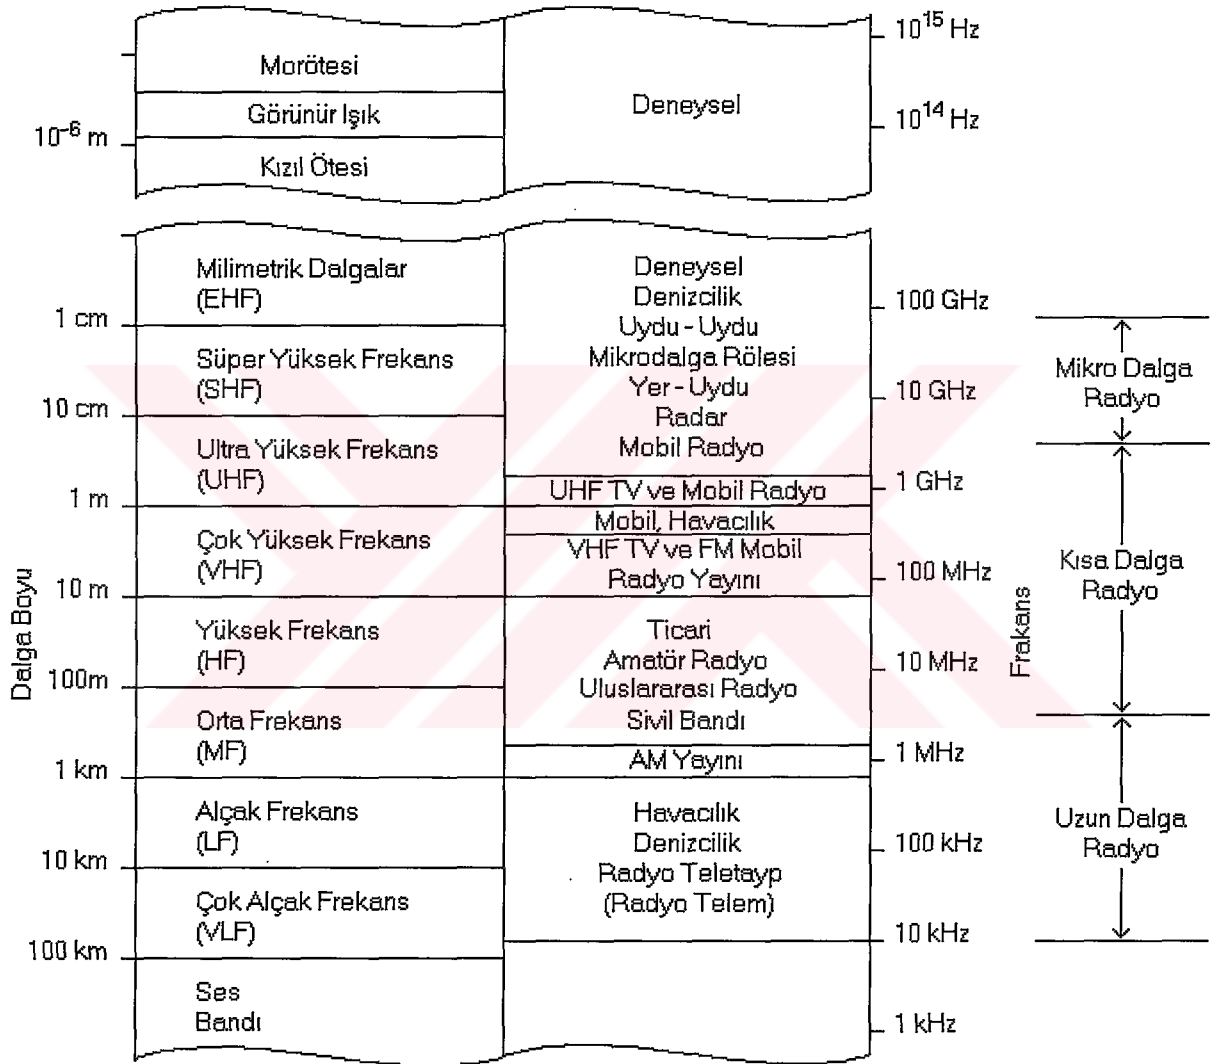 10¹⁵ Hz
Morötesi
Görünür Işık
Deneysel
10¹⁴ Hz
10⁻⁶ m
Kızıl Ötesi
Milimetrik Dalgalar
(EHF)
1 cm
Süper Yüksek Frekans
(SHF)
10 cm
Ultra Yüksek Frekans
(UHF)
1 m
Çok Yüksek Frekans
(VHF)
10 m
Yüksek Frekans
(HF)
100m
Orta Frekans
(MF)
1 km
Alçak Frekans
(LF)
10 km
Çok Alçak Frekans
(VLF)
100 km
Ses
Bandı
Dalga Boyu
Deneysel
Denizcilik
Uydu - Uydu
Mikrodalga Rölesi
Yer - Uydu
Radar
Mobil Radyo
UHF TV ve Mobil Radyo
Mobil, Havacılık
VHF TV ve FM Mobil
Radyo Yayını
Ticari
Amatör Radyo
Uluslararası Radyo
Sivil Bandı
AM Yayını
Havacılık
Denizcilik
Radyo Teletayp
(Radyo Telem)
100 GHz
10 GHz
1 GHz
100 MHz
10 MHz
1 MHz
100 kHz
10 kHz
1 kHz
Frakans
Mikro Dalga
Radyo
Kısa Dalga
Radyo
Uzun Dalga
Radyo